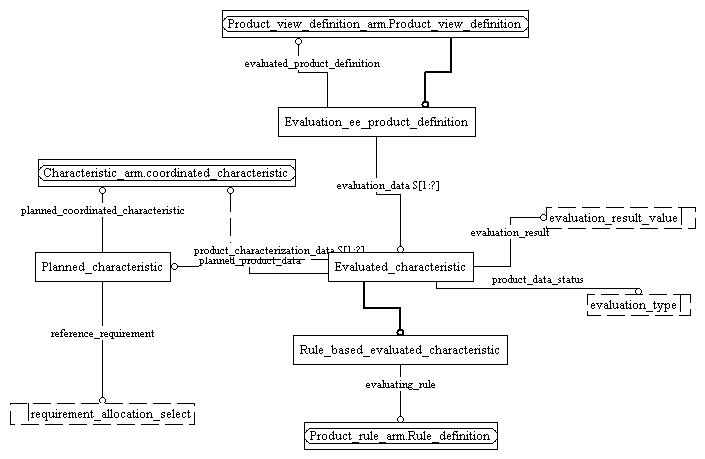 Product_view_definition_arm.Product_view_definition
evaluated_product_definition
Evaluation_ee_product_definition
Characteristic_arm.coordinated_characteristic
evaluation_data S[1:?]
planned_coordinated_characteristic
evaluation_result_value
evaluation_result
product_characterization_data S[1:?]
planned_product_data
Planned_characteristic
Evaluated_characteristic
product_data_status
evaluation_type
reference_requirement
Rule_based_evaluated_characteristic
evaluating_rule
requirement_allocation_select
Product_rule_arm.Rule_definition